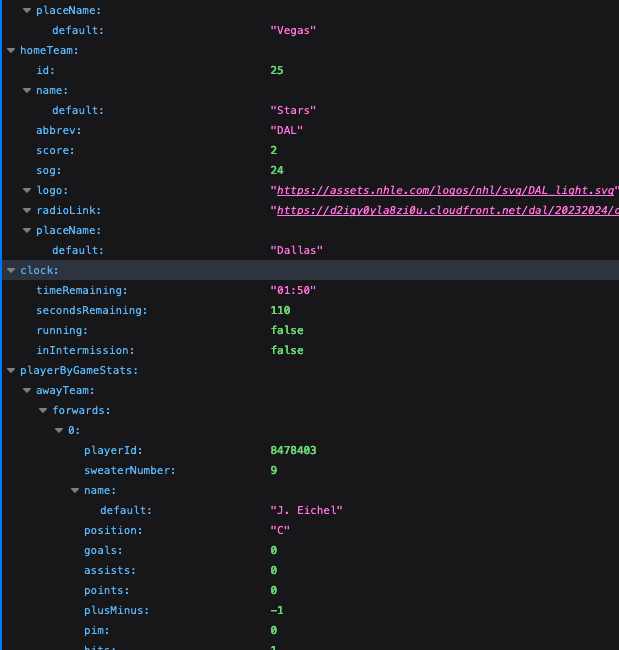 placeName:
default: "Vegas"
homeTeam:
id: 25
name:
default: "Stars"
abbrev: "DAL"
score: 2
sog: 24
logo: "https://assets.nhle.com/logos/nhl/svg/DAL_light.svg"
radioLink: "https://d2igy0yla8zi0u.cloudfront.net/dal/20232024/
placeName:
default: "Dallas"
clock:
timeRemaining: "01:50"
secondsRemaining: 110
running: false
inIntermission: false
playerByGameStats:
awayTeam:
forwards:
0:
playerId: 8478403
sweaterNumber: 9
name:
default: "J. Eichel"
position: "C"
goals: 0
assists: 0
points: 0
plusMinus: -1
pim: 0
hits: 1